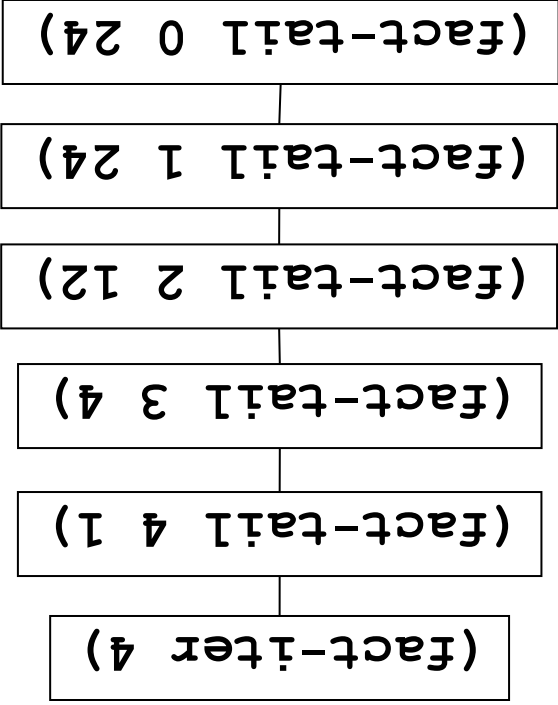 (fact-iter 4)
(fact-tail 4 1)
(fact-tail 3 4)
(fact-tail 2 12)
(fact-tail 1 24)
(fact-tail 0 24)